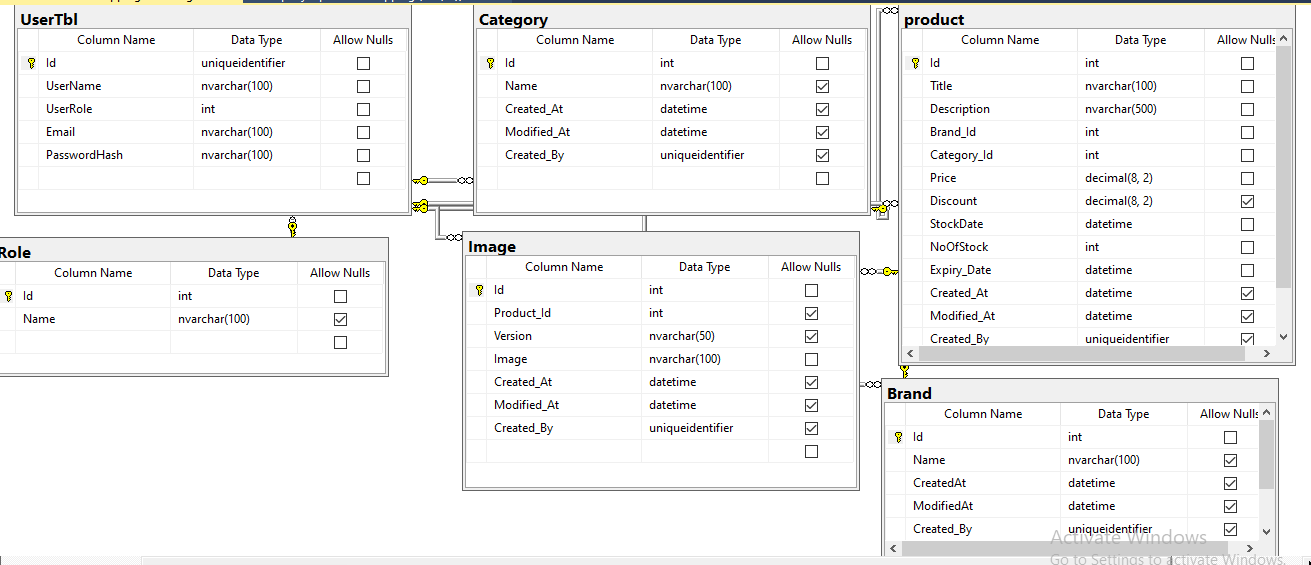 UserTbl
Column Name Data Type Allow Nulls
Id uniqueidentifier
UserName nvarchar(100)
UserRole int
Email nvarchar(100)
PasswordHash nvarchar(100)
Category
Column Name Data Type Allow Nulls
Id int
Name nvarchar(100)
Created_At datetime
Modified_At datetime
Created_By uniqueidentifier
product
Column Name Data Type Allow Nulls
Id int
Title nvarchar(100)
Description nvarchar(500)
Brand_Id int
Category_Id int
Price decimal(8, 2)
Discount decimal(8, 2)
StockDate datetime
NoOfStock int
Expiry_Date datetime
Created_At datetime
Modified_At datetime
Created_By uniqueidentifier
Role
Column Name Data Type Allow Nulls
Id int
Name nvarchar(100)
Image
Column Name Data Type Allow Nulls
Id int
Product_Id int
Version nvarchar(50)
Image nvarchar(100)
Created_At datetime
Modified_At datetime
Created_By uniqueidentifier
Brand
Column Name Data Type Allow Nulls
Id int
Name nvarchar(100)
CreatedAt datetime
ModifiedAt datetime
Created_By uniqueidentifier
Activate Windows
Go to Settings to activate Windows.